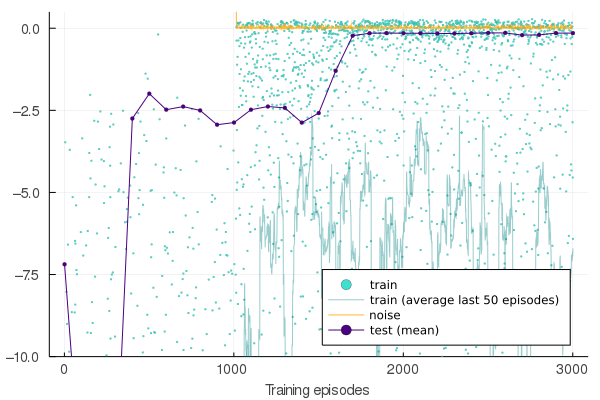 0.0
−2.5
−5.0
−7.5
−10.0
0
1000
2000
3000
Training episodes
train
train (average last 50 episodes)
noise
test (mean)